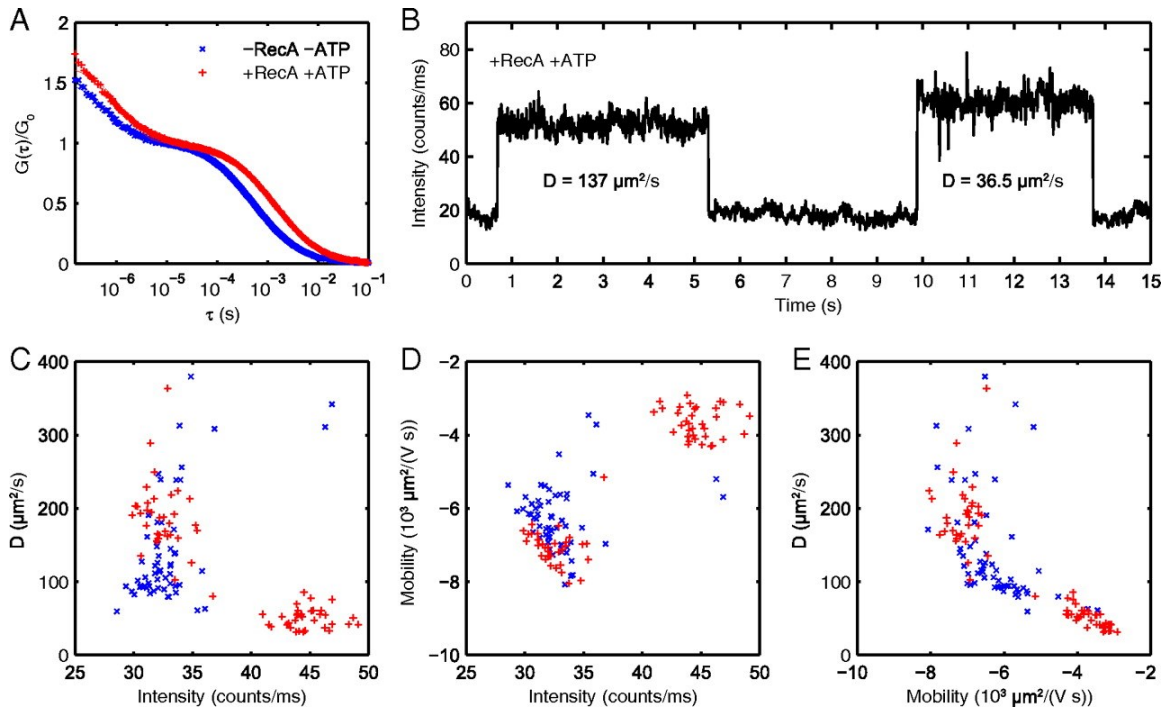 A
2
1.5
1
0.5
0
G(τ)/G₀
× −RecA −ATP
+ +RecA +ATP
10⁻⁶ 10⁻⁵ 10⁻⁴ 10⁻³ 10⁻² 10⁻¹
τ (s)
B
80
60
40
20
0
Intensity (counts/ms)
+RecA +ATP
D = 137 μm²/s
D = 36.5 μm²/s
0 1 2 3 4 5 6 7 8 9 10 11 12 13 14 15
Time (s)
C
400
300
200
100
0
D (μm²/s)
25 30 35 40 45 50
Intensity (counts/ms)
D
−2
−4
−6
−8
−10
Mobility (10³ μm²/(V s))
25 30 35 40 45 50
Intensity (counts/ms)
E
400
300
200
100
0
D (μm²/s)
−10 −8 −6 −4 −2
Mobility (10³ μm²/(V s))